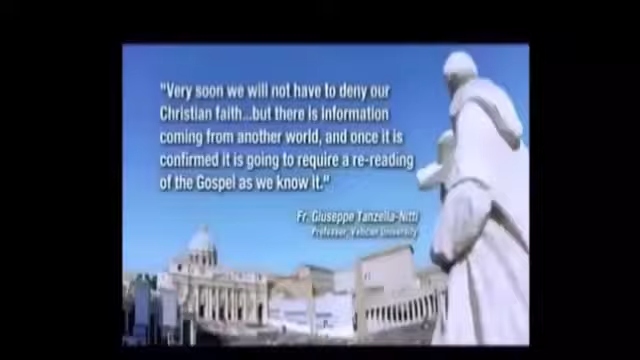 "Very soon we will not have to deny our
Christian faith...but there is information
coming from another world, and once it is
confirmed it is going to require a re-reading
of the Gospel as we know it."
Fr. Giuseppe Tanzella-Nitti
Professor, Vatican University